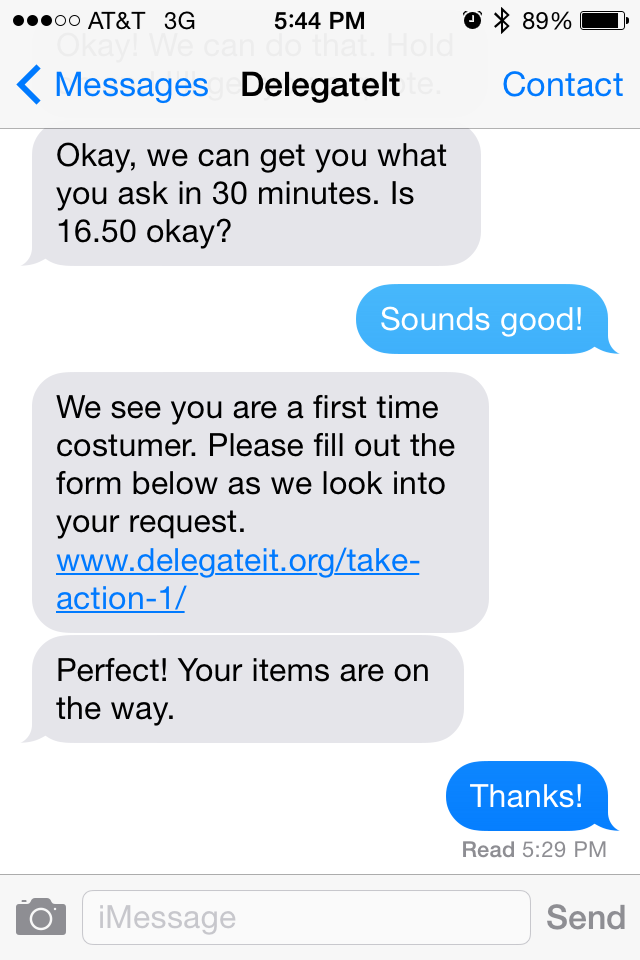 AT&T 3G 5:44 PM 89%
Okay! We can do that. Hold
Messages DelegateIt Contact
Okay, we can get you what
you ask in 30 minutes. Is
16.50 okay?
Sounds good!
We see you are a first time
costumer. Please fill out the
form below as we look into
your request.
www.delegateit.org/take-
action-1/
Perfect! Your items are on
the way.
Thanks!
Read 5:29 PM
iMessage Send